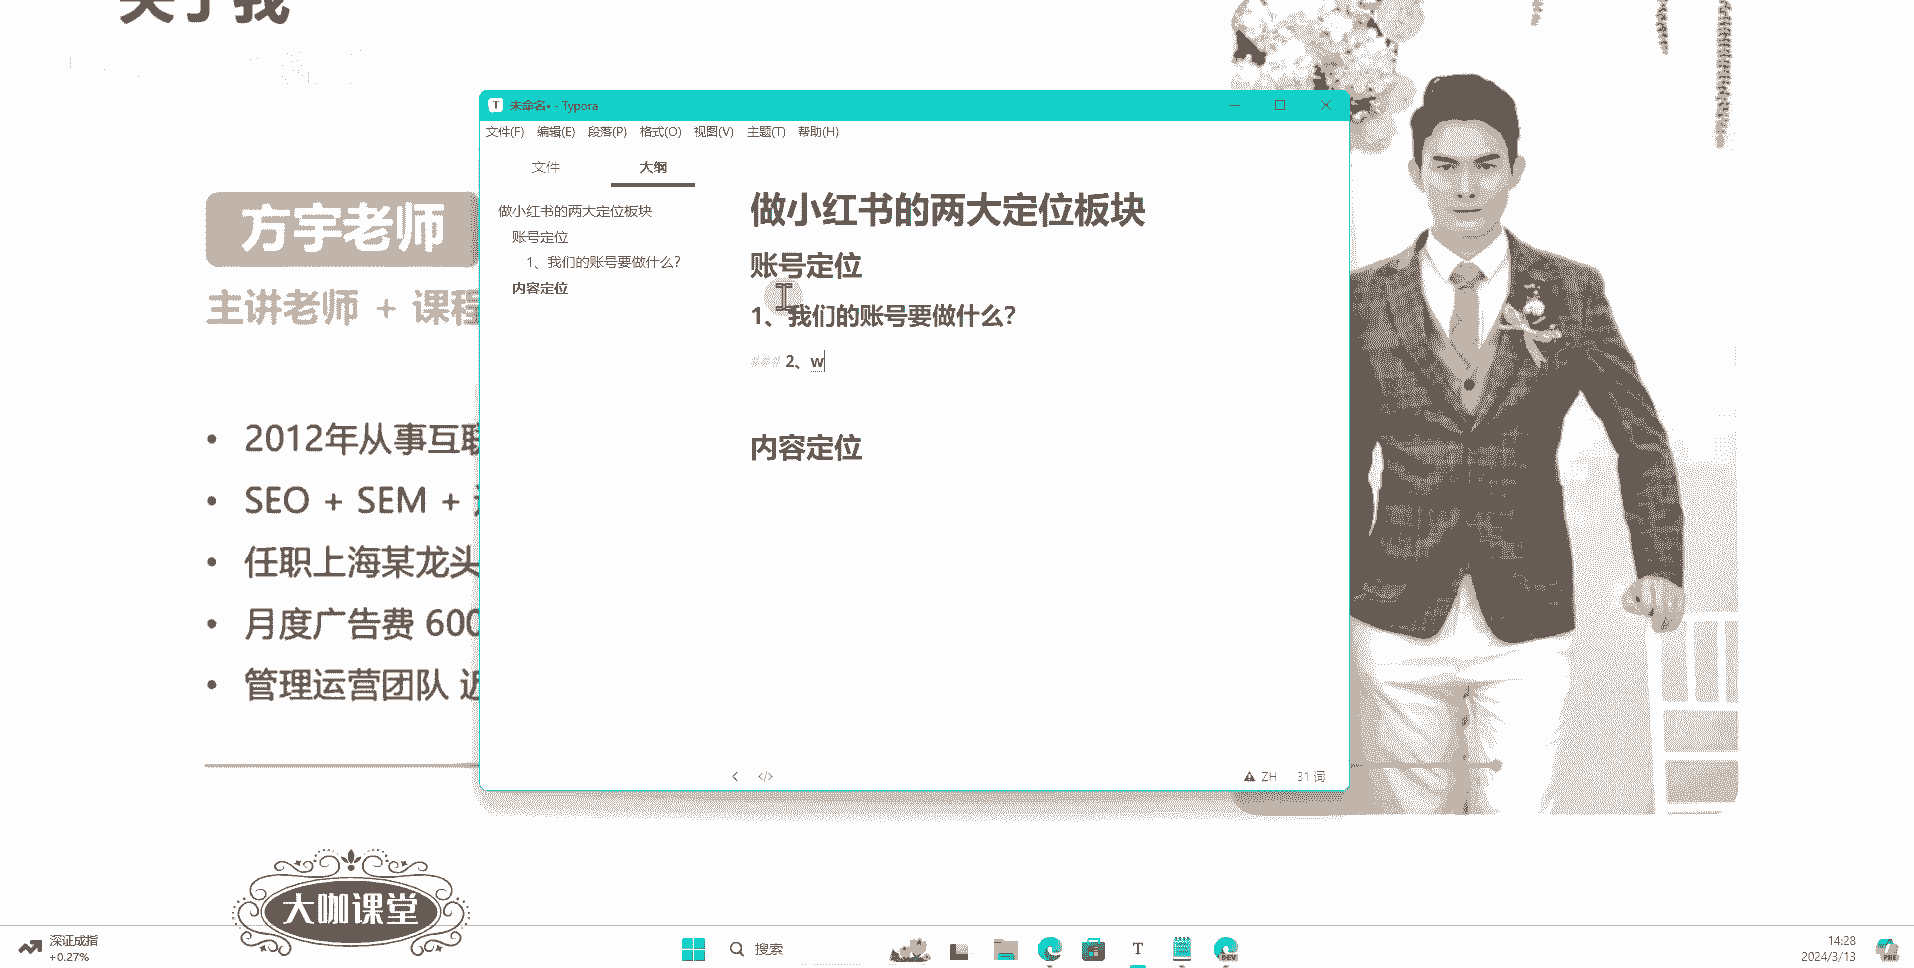 关于我
方宇老师
主讲老师 + 课程
2012年从事互联
SEO + SEM +
任职上海某龙头
月度广告费 600
管理运营团队 近
T 未命名• - Typora
文件(F) 编辑(E) 段落(P) 格式(O) 视图(V) 主题(T) 帮助(H)
文件 大纲
做小红书的两大定位板块
账号定位
1、我们的账号要做什么?
内容定位
做小红书的两大定位板块
账号定位
1、我们的账号要做什么?
### 2、w
内容定位
</> ZH 31 词
大咖课堂
深证成指
+0.27%
搜索
T
DEV
14:28
2024/3/13
PRE